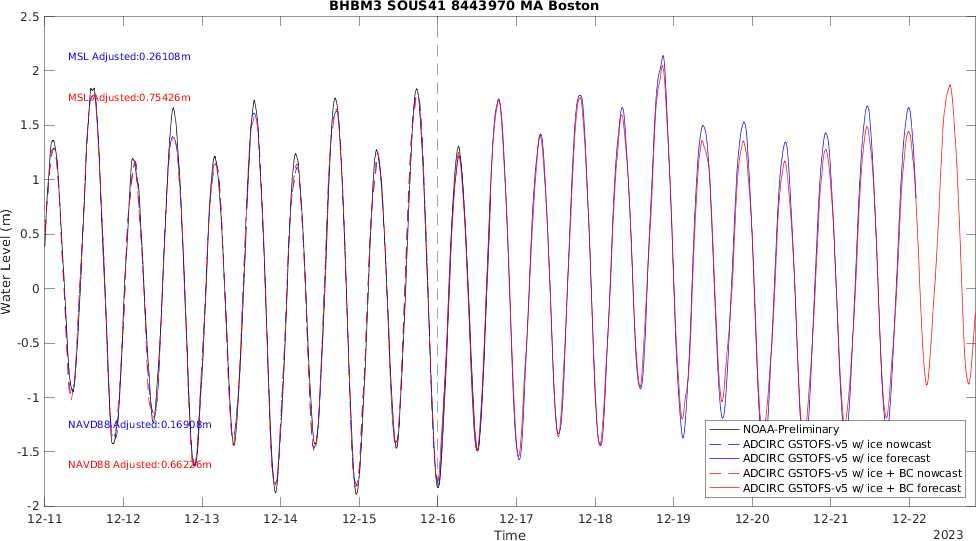 BHBM3 SOUS41 8443970 MA Boston
MSL Adjusted:0.26108m
MSL Adjusted:0.75426m
NAVD88 Adjusted:0.16908m
NAVD88 Adjusted:0.66226m
Water Level (m)
2.5
2
1.5
1
0.5
0
-0.5
-1
-1.5
-2
NOAA-Preliminary
ADCIRC GSTOFS-v5 w/ ice nowcast
ADCIRC GSTOFS-v5 w/ ice forecast
ADCIRC GSTOFS-v5 w/ ice + BC nowcast
ADCIRC GSTOFS-v5 w/ ice + BC forecast
12-11 12-12 12-13 12-14 12-15 12-16 12-17 12-18 12-19 12-20 12-21 12-22
Time
2023